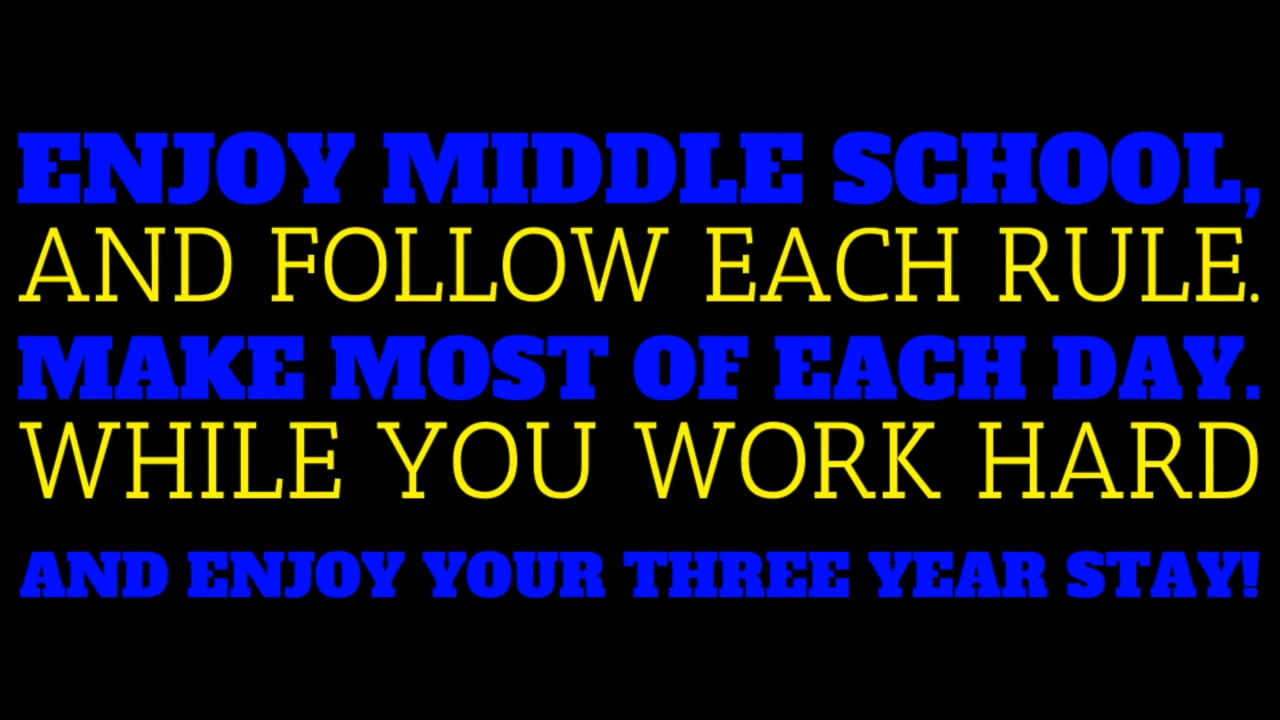 ENJOY MIDDLE SCHOOL,
AND FOLLOW EACH RULE.
MAKE MOST OF EACH DAY.
WHILE YOU WORK HARD
AND ENJOY YOUR THREE YEAR STAY!